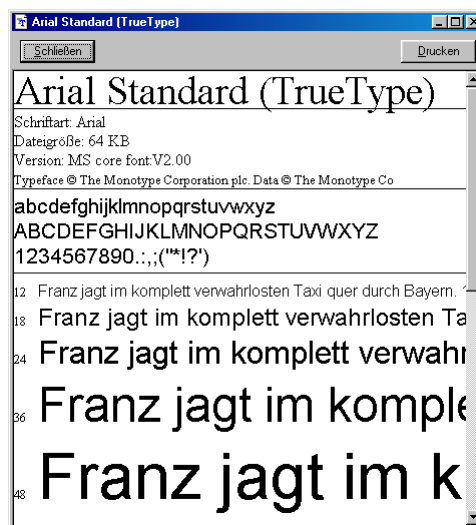 Arial Standard (TrueType)
Schließen
Drucken
Arial Standard (TrueType)
Schriftart: Arial
Dateigröße: 64 KB
Version: MS core font:V2.00
Typeface © The Monotype Corporation plc. Data © The Monotype Co
abcdefghijklmnopqrstuvwxyz
ABCDEFGHIJKLMNOPQRSTUVWXYZ
1234567890.:,;("*!?')
12 Franz jagt im komplett verwahrlosten Taxi quer durch Bayern.
18 Franz jagt im komplett verwahrlosten Ta
24 Franz jagt im komplett verwahr
36 Franz jagt im komple
48 Franz jagt im k